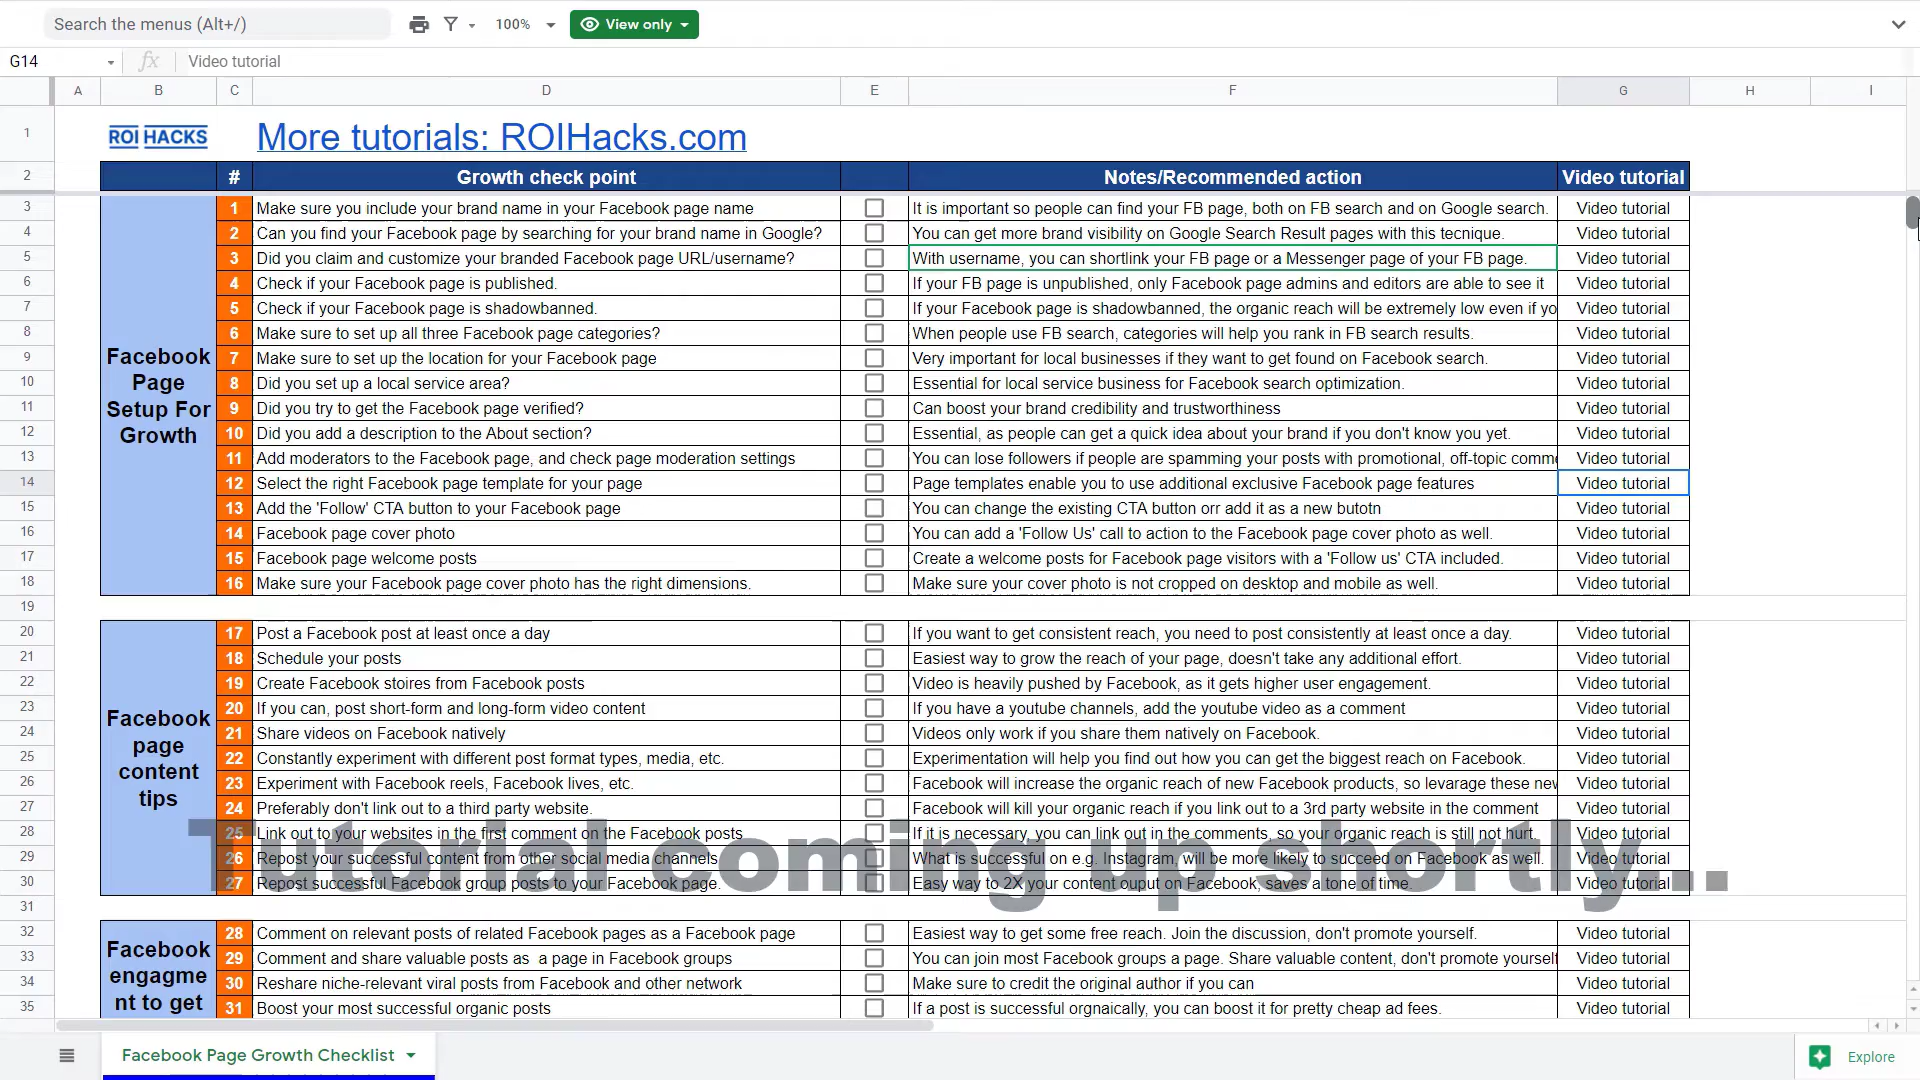 Search the menus (Alt+/)
100%
View only
G14
fx
Video tutorial
A B C D E F G H I
1 ROI HACKS More tutorials: ROIHacks.com
2 # Growth check point Notes/Recommended action Video tutorial
Facebook Page Setup For Growth
3 1 Make sure you include your brand name in your Facebook page name It is important so people can find your FB page, both on FB search and on Google search. Video tutorial
4 2 Can you find your Facebook page by searching for your brand name in Google? You can get more brand visibility on Google Search Result pages with this tecnique. Video tutorial
5 3 Did you claim and customize your branded Facebook page URL/username? With username, you can shortlink your FB page or a Messenger page of your FB page. Video tutorial
6 4 Check if your Facebook page is published. If your FB page is unpublished, only Facebook page admins and editors are able to see it Video tutorial
7 5 Check if your Facebook page is shadowbanned. If your Facebook page is shadowbanned, the organic reach will be extremely low even if yo Video tutorial
8 6 Make sure to set up all three Facebook page categories? When people use FB search, categories will help you rank in FB search results. Video tutorial
9 7 Make sure to set up the location for your Facebook page Very important for local businesses if they want to get found on Facebook search. Video tutorial
10 8 Did you set up a local service area? Essential for local service business for Facebook search optimization. Video tutorial
11 9 Did you try to get the Facebook page verified? Can boost your brand credibility and trustworthiness Video tutorial
12 10 Did you add a description to the About section? Essential, as people can get a quick idea about your brand if you don't know you yet. Video tutorial
13 11 Add moderators to the Facebook page, and check page moderation settings You can lose followers if people are spamming your posts with promotional, off-topic comme Video tutorial
14 12 Select the right Facebook page template for your page Page templates enable you to use additional exclusive Facebook page features Video tutorial
15 13 Add the 'Follow' CTA button to your Facebook page You can change the existing CTA button orr add it as a new butotn Video tutorial
16 14 Facebook page cover photo You can add a 'Follow Us' call to action to the Facebook page cover photo as well. Video tutorial
17 15 Facebook page welcome posts Create a welcome posts for Facebook page visitors with a 'Follow us' CTA included. Video tutorial
18 16 Make sure your Facebook page cover photo has the right dimensions. Make sure your cover photo is not cropped on desktop and mobile as well. Video tutorial
19
Facebook page content tips
20 17 Post a Facebook post at least once a day If you want to get consistent reach, you need to post consistently at least once a day. Video tutorial
21 18 Schedule your posts Easiest way to grow the reach of your page, doesn't take any additional effort. Video tutorial
22 19 Create Facebook stoires from Facebook posts Video is heavily pushed by Facebook, as it gets higher user engagement. Video tutorial
23 20 If you can, post short-form and long-form video content If you have a youtube channels, add the youtube video as a comment Video tutorial
24 21 Share videos on Facebook natively Videos only work if you share them natively on Facebook. Video tutorial
25 22 Constantly experiment with different post format types, media, etc. Experimentation will help you find out how you can get the biggest reach on Facebook. Video tutorial
26 23 Experiment with Facebook reels, Facebook lives, etc. Facebook will increase the organic reach of new Facebook products, so levarage these nev Video tutorial
27 24 Preferably don't link out to a third party website. Facebook will kill your organic reach if you link out to a 3rd party website in the comment Video tutorial
28 25 Link out to your websites in the first comment on the Facebook posts If it is necessary, you can link out in the comments, so your organic reach is still not hurt. Video tutorial
29 26 Repost your successful content from other social media channels What is successful on e.g. Instagram, will be more likely to succeed on Facebook as well. Video tutorial
30 27 Repost successful Facebook group posts to your Facebook page. Easy way to 2X your content ouput on Facebook, saves a tone of time. Video tutorial
Tutorial coming up shortly...
31
Facebook engagme nt to get
32 28 Comment on relevant posts of related Facebook pages as a Facebook page Easiest way to get some free reach. Join the discussion, don't promote yourself. Video tutorial
33 29 Comment and share valuable posts as a page in Facebook groups You can join most Facebook groups a page. Share valuable content, don't promote yourself Video tutorial
34 30 Reshare niche-relevant viral posts from Facebook and other network Make sure to credit the original author if you can Video tutorial
35 31 Boost your most successful organic posts If a post is successful orgnaically, you can boost it for pretty cheap ad fees. Video tutorial
Facebook Page Growth Checklist
Explore